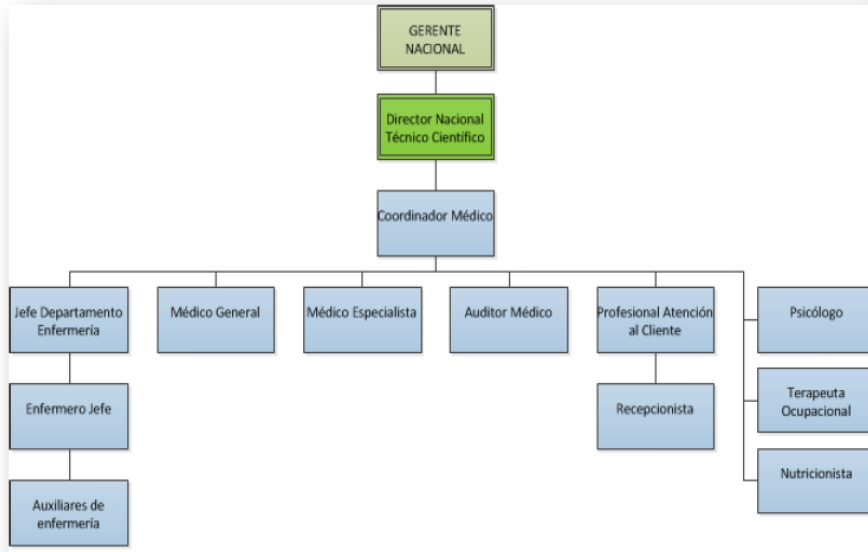 GERENTE
NACIONAL
Director Nacional
Técnico Científico
Coordinador Médico
Jefe Departamento
Enfermería
Médico General
Médico Especialista
Auditor Médico
Profesional Atención
al Cliente
Psicólogo
Enfermero Jefe
Recepcionista
Terapeuta
Ocupacional
Nutricionista
Auxiliares de
enfermería